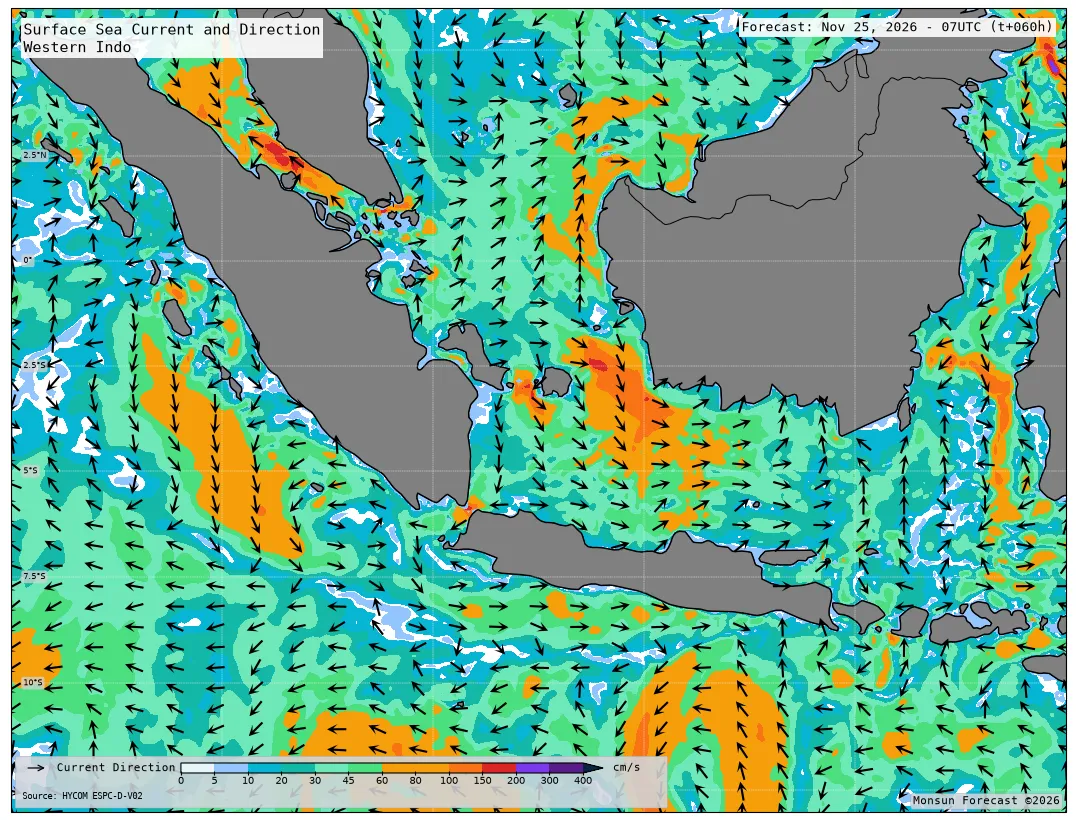 Surface Sea Current and Direction
Western Indo
Forecast: Nov 25, 2026 - 07UTC (t+060h)
2.5°N
0°
2.5°S
5°S
7.5°S
10°S
Current Direction
0 5 10 20 30 45 60 80 100 150 200 300 400
cm/s
Source: HYCOM ESPC-D-V02
Monsun Forecast ©2026